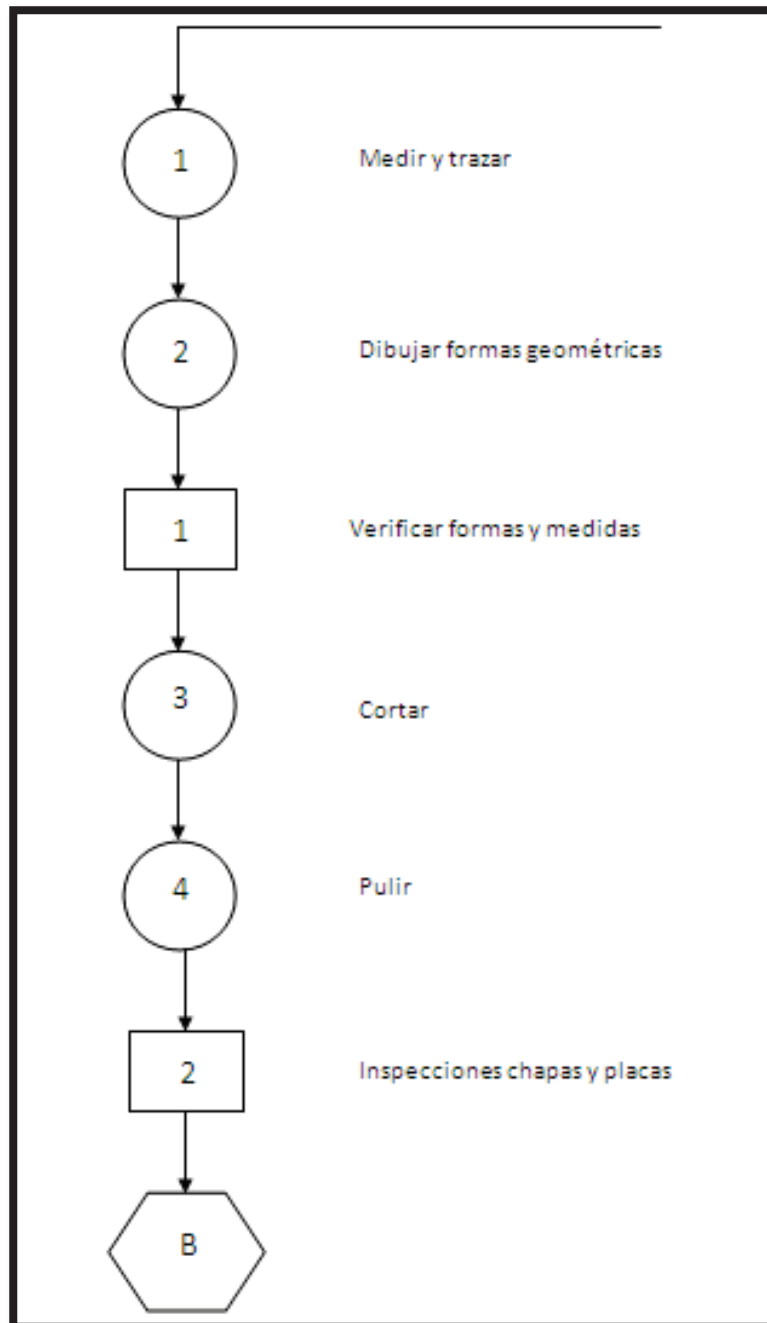 1 Medir y trazar
2 Dibujar formas geométricas
1 Verificar formas y medidas
3 Cortar
4 Pulir
2 Inspecciones chapas y placas
B